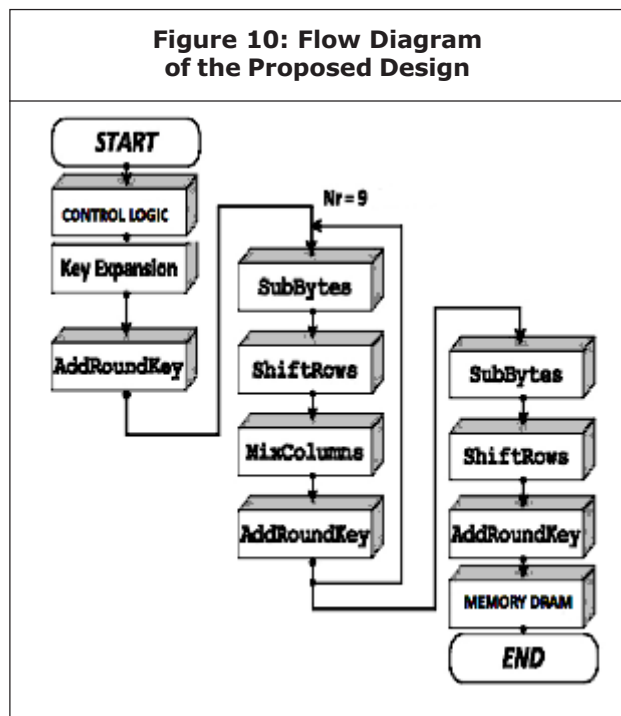 Figure 10: Flow Diagram
of the Proposed Design
START
CONTROL LOGIC
Key Expansion
AddRoundKey
Nr = 9
SubBytes
ShiftRows
MixColumns
AddRoundKey
SubBytes
ShiftRows
AddRoundKey
MEMORY DRAM
END